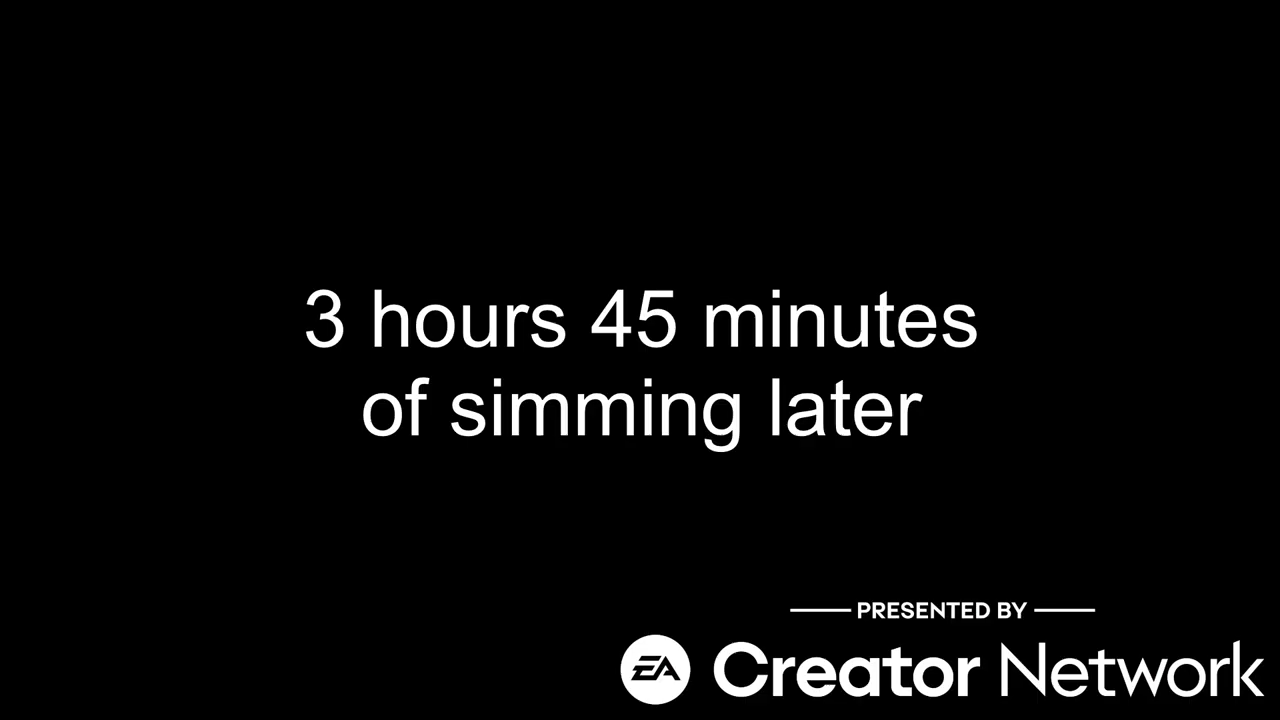 3 hours 45 minutes
of simming later
PRESENTED BY
EA Creator Network